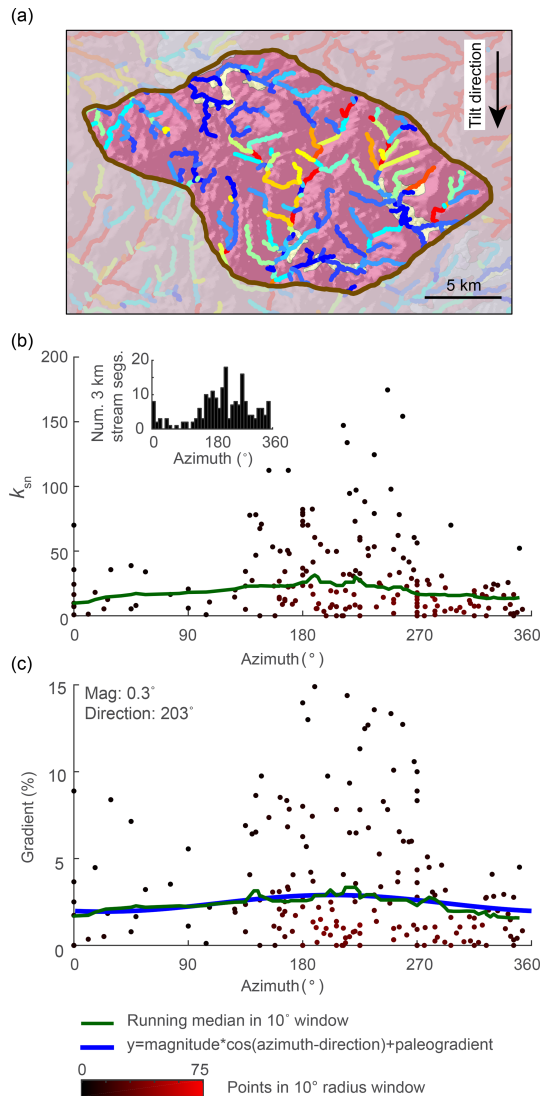 (a)
Tilt direction
5 km
(b)
200
150
100
50
0
ksn
20
10
0
Num. 3 km
stream segs.
0 180 360
Azimuth (°)
0 90 180 270 360
Azimuth (°)
(c)
15
10
5
0
Gradient (%)
Mag: 0.3°
Direction: 203°
0 90 180 270 360
Azimuth (°)
Running median in 10° window
y=magnitude*cos(azimuth-direction)+paleogradient
0 75
Points in 10° radius window